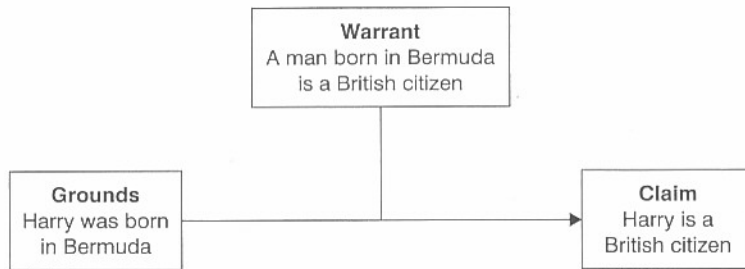 Warrant
A man born in Bermuda
is a British citizen
Grounds
Harry was born
in Bermuda
Claim
Harry is a
British citizen